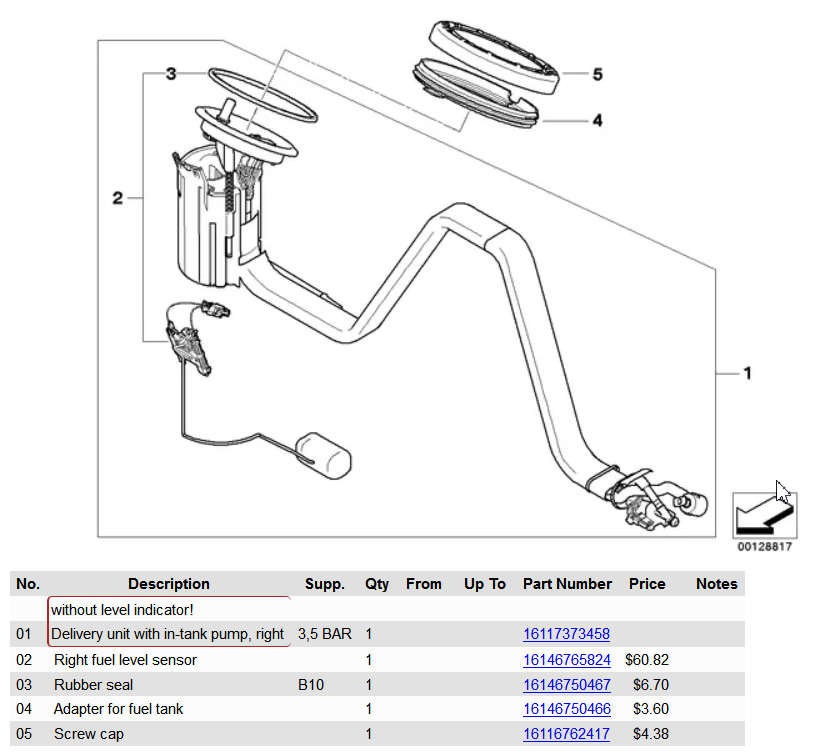 5
3
4
2
1
00128817
No. Description Supp. Qty From Up To Part Number Price Notes
without level indicator!
01 Delivery unit with in-tank pump, right 3,5 BAR 1 16117373458
02 Right fuel level sensor 1 16146765824 $60.82
03 Rubber seal B10 1 16146750467 $6.70
04 Adapter for fuel tank 1 16146750466 $3.60
05 Screw cap 1 16116762417 $4.38